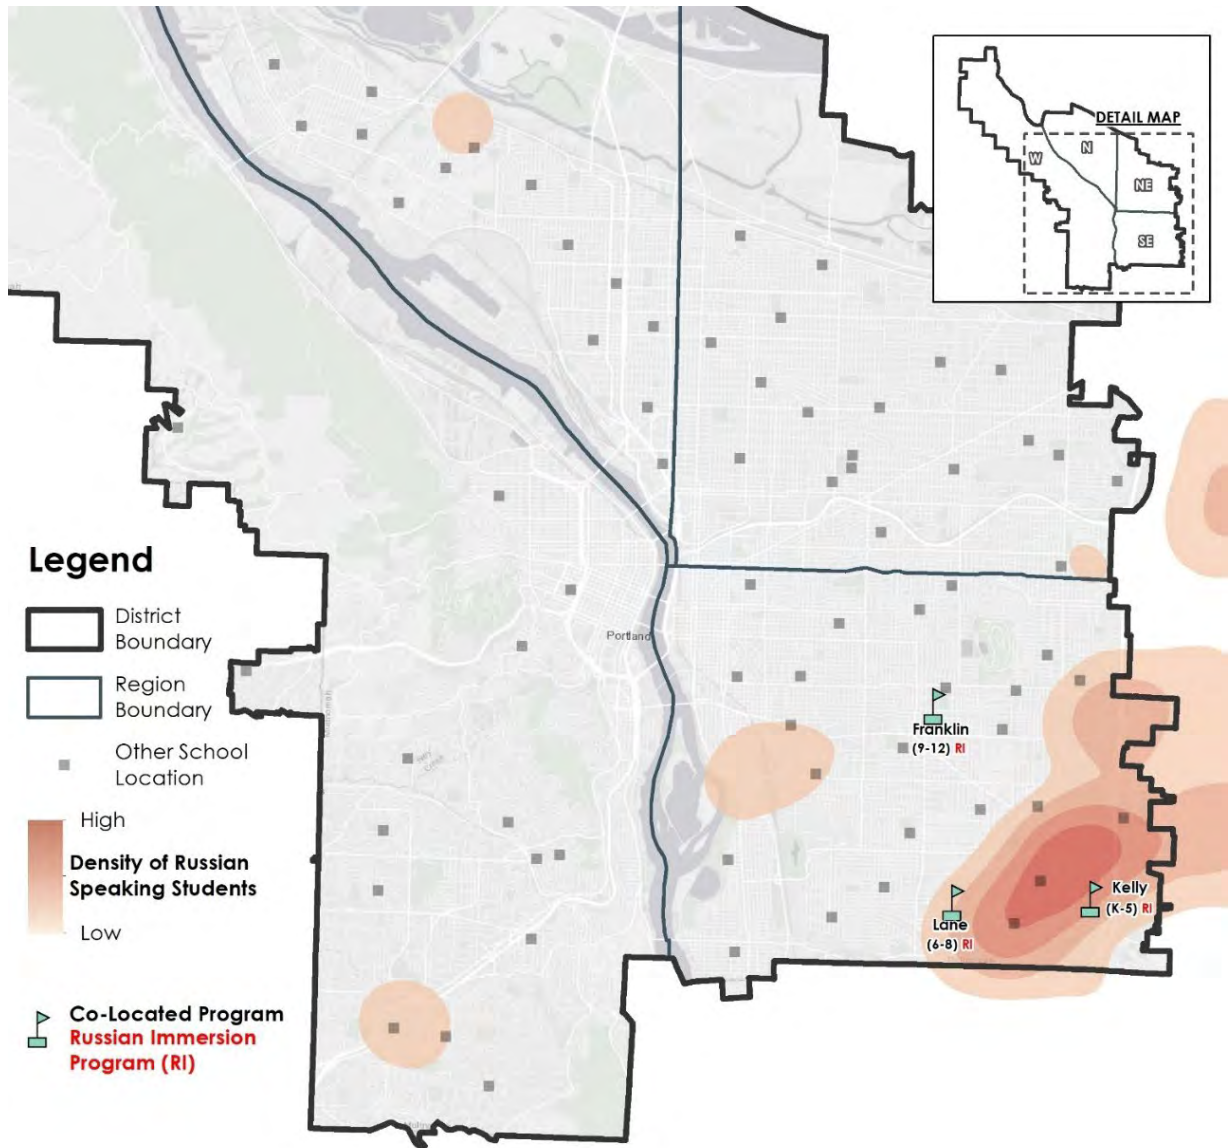 DETAIL MAP
W
N
NE
SE
Legend
District
Boundary
Region
Boundary
Other School
Location
High
Density of Russian
Speaking Students
Low
Co-Located Program
Russian Immersion
Program (RI)
Portland
Franklin
(9-12) RI
Kelly
(K-5) RI
Lane
(6-8) RI